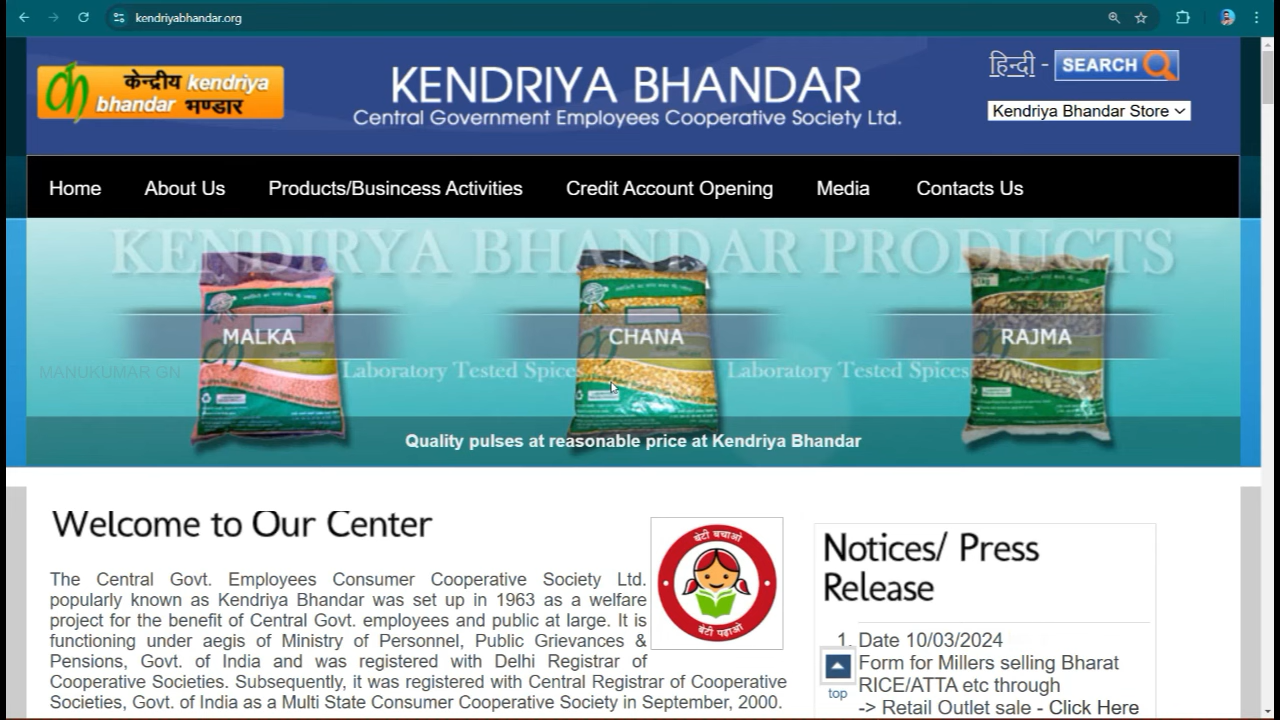 kendriyabhandar.org
केन्द्रीय kendriya
bhandar भण्डार
KENDRIYA BHANDAR
Central Government Employees Cooperative Society Ltd.
हिन्दी - SEARCH
Kendriya Bhandar Store
Home About Us Products/Busincess Activities Credit Account Opening Media Contacts Us
KENDIRYA BHANDAR PRODUCTS
MALKA CHANA RAJMA
MANUKUMAR GN
Laboratory Tested Spices Laboratory Tested Spices
Quality pulses at reasonable price at Kendriya Bhandar
Welcome to Our Center
The Central Govt. Employees Consumer Cooperative Society Ltd.
popularly known as Kendriya Bhandar was set up in 1963 as a welfare
project for the benefit of Central Govt. employees and public at large. It is
functioning under aegis of Ministry of Personnel, Public Grievances &
Pensions, Govt. of India and was registered with Delhi Registrar of
Cooperative Societies. Subsequently, it was registered with Central Registrar of Cooperative
Societies, Govt. of India as a Multi State Consumer Cooperative Society in September, 2000.
बेटी बचाओ
बेटी पढ़ाओ
Notices/ Press
Release
1. Date 10/03/2024
Form for Millers selling Bharat
RICE/ATTA etc through
-> Retail Outlet sale - Click Here
top